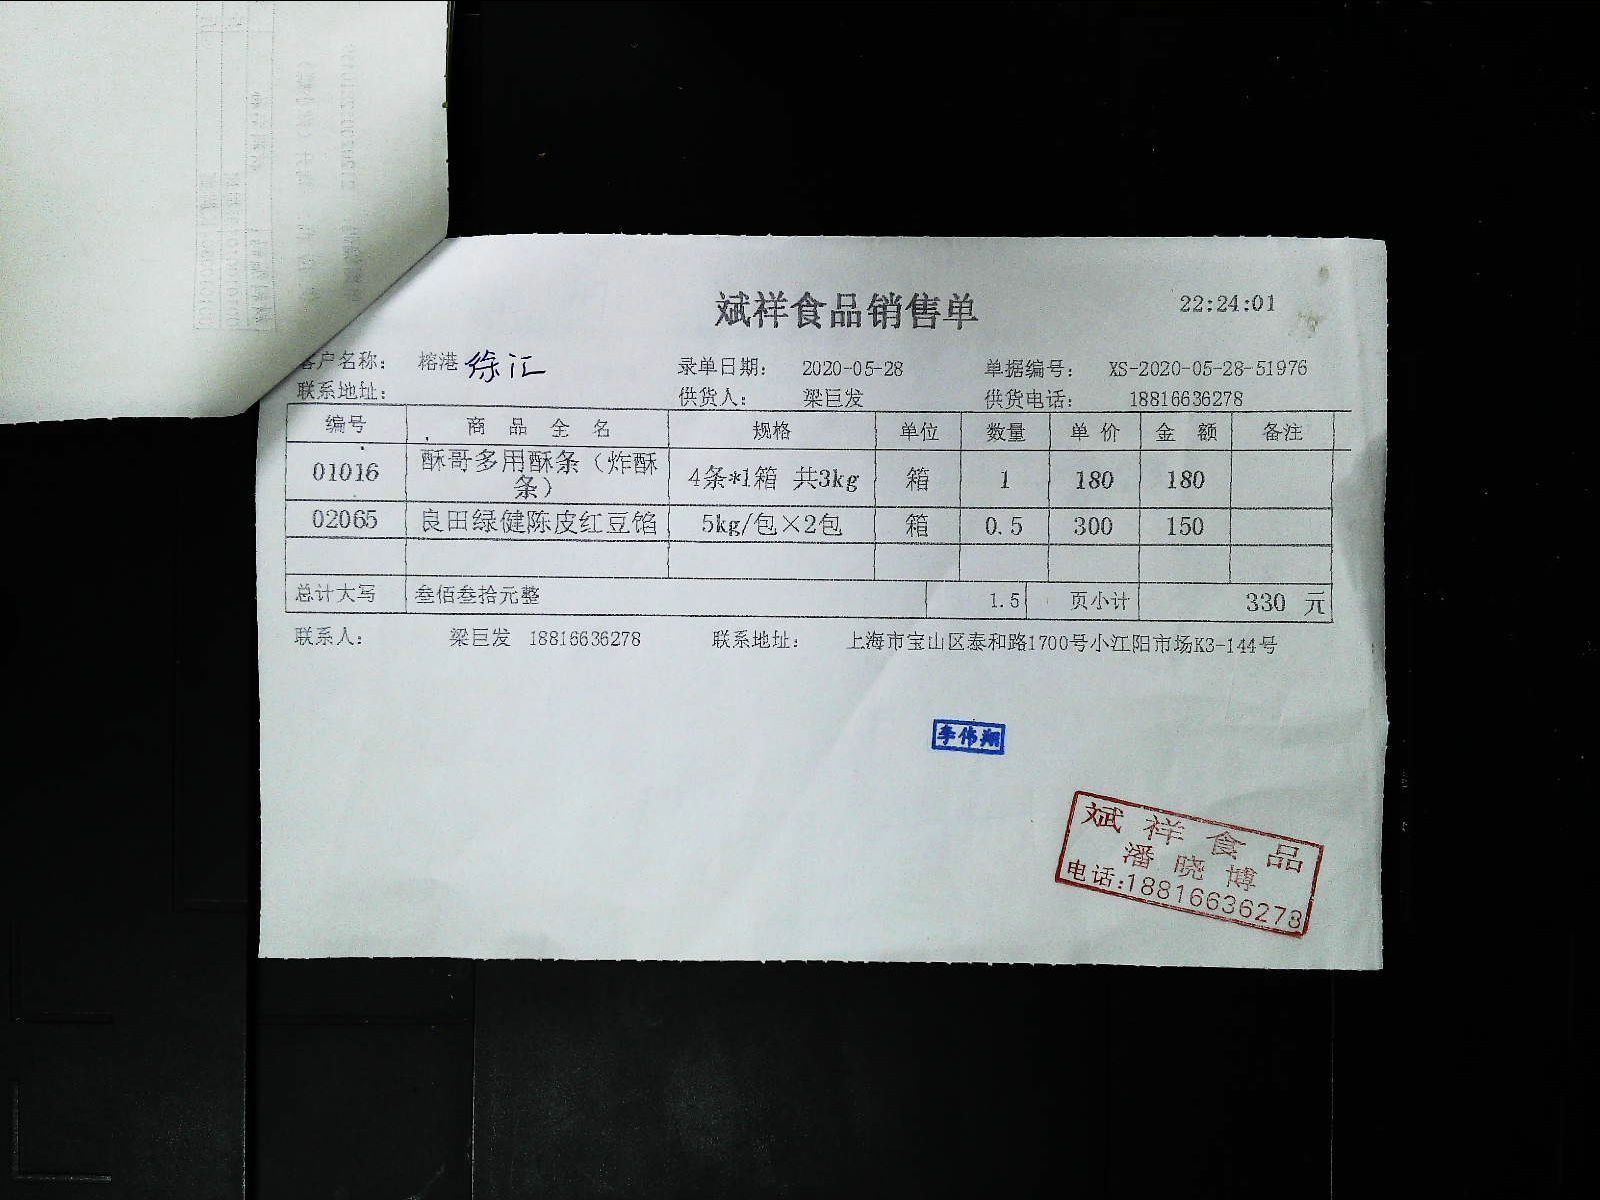 斌祥食品销售单 22:24:01
客户名称： 榕港 徐汇 录单日期： 2020-05-28 单据编号： XS-2020-05-28-51976
联系地址： 供货人： 梁巨发 供货电话： 18816636278
编号 商品全名 规格 单位 数量 单价 金额 备注
01016 酥哥多用酥条（炸酥条） 4条*1箱 共3kg 箱 1 180 180
02065 良田绿健陈皮红豆馅 5kg/包×2包 箱 0.5 300 150
总计大写 叁佰叁拾元整 1.5 页小计 330 元
联系人： 梁巨发 18816636278 联系地址： 上海市宝山区泰和路1700号小江阳市场K3-144号
李伟翔
斌祥食品
潘晓博
电话:18816636278